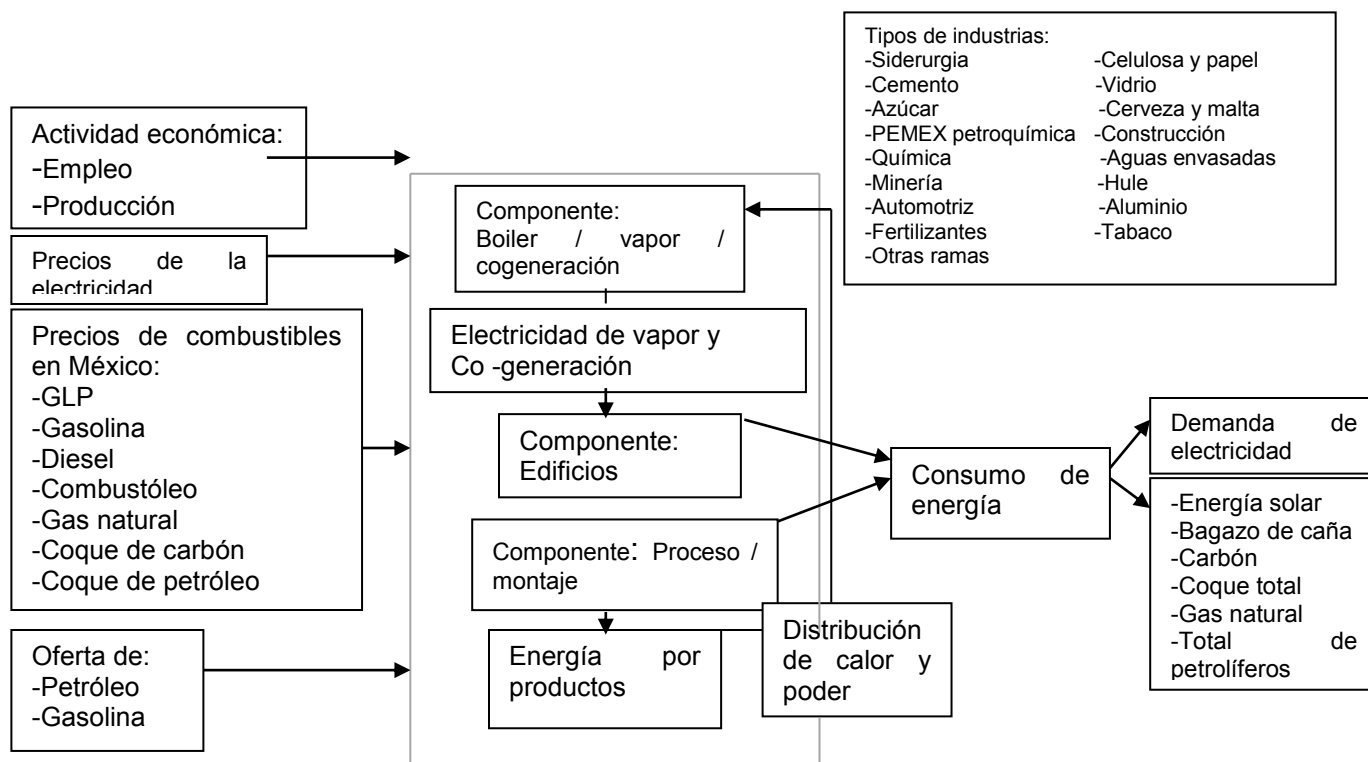 Tipos de industrias:
-Siderurgia -Celulosa y papel
-Cemento -Vidrio
-Azúcar -Cerveza y malta
-PEMEX petroquímica -Construcción
-Química -Aguas envasadas
-Minería -Hule
-Automotriz -Aluminio
-Fertilizantes -Tabaco
-Otras ramas
Actividad económica:
-Empleo
-Producción
Precios de la
electricidad
Precios de combustibles
en México:
-GLP
-Gasolina
-Diesel
-Combustóleo
-Gas natural
-Coque de carbón
-Coque de petróleo
Oferta de:
-Petróleo
-Gasolina
Componente:
Boiler / vapor /
cogeneración
Electricidad de vapor y
Co -generación
Componente:
Edificios
Componente: Proceso /
montaje
Energía por
productos
Distribución
de calor y
poder
Consumo de
energía
Demanda de
electricidad
-Energía solar
-Bagazo de caña
-Carbón
-Coque total
-Gas natural
-Total de
petrolíferos